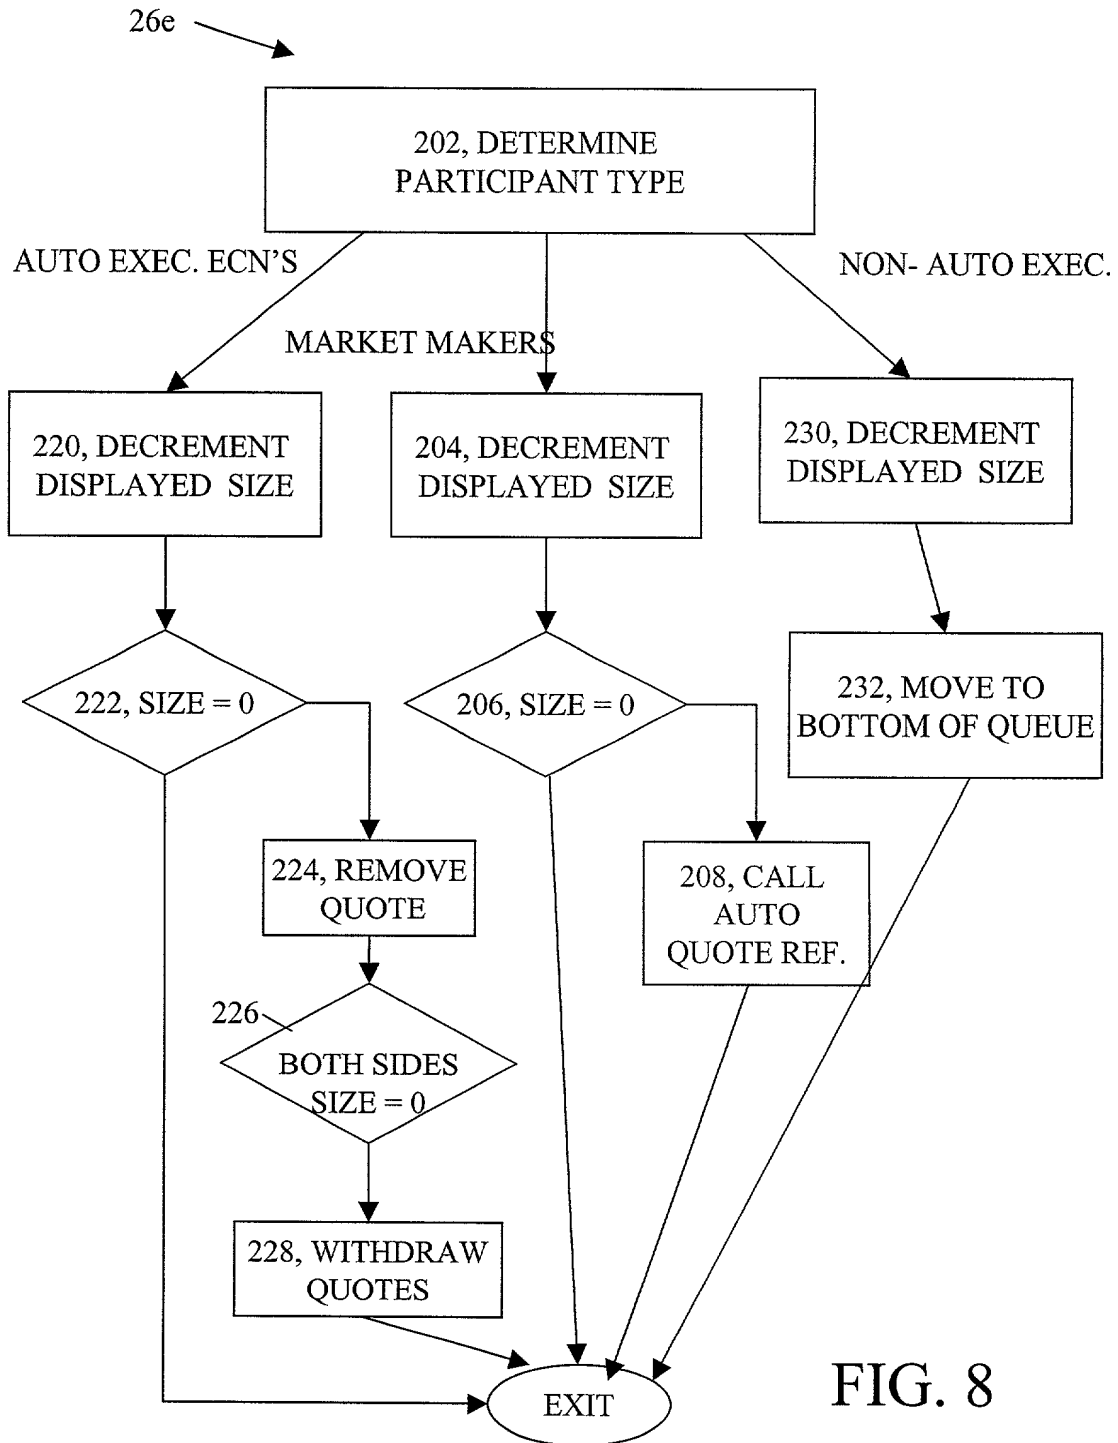 26e
202, DETERMINE
PARTICIPANT TYPE
AUTO EXEC. ECN'S
NON- AUTO EXEC.
MARKET MAKERS
220, DECREMENT
DISPLAYED SIZE
204, DECREMENT
DISPLAYED SIZE
230, DECREMENT
DISPLAYED SIZE
222, SIZE = 0
206, SIZE = 0
232, MOVE TO
BOTTOM OF QUEUE
224, REMOVE
QUOTE
208, CALL
AUTO
QUOTE REF.
226
BOTH SIDES
SIZE = 0
228, WITHDRAW
QUOTES
EXIT
FIG. 8